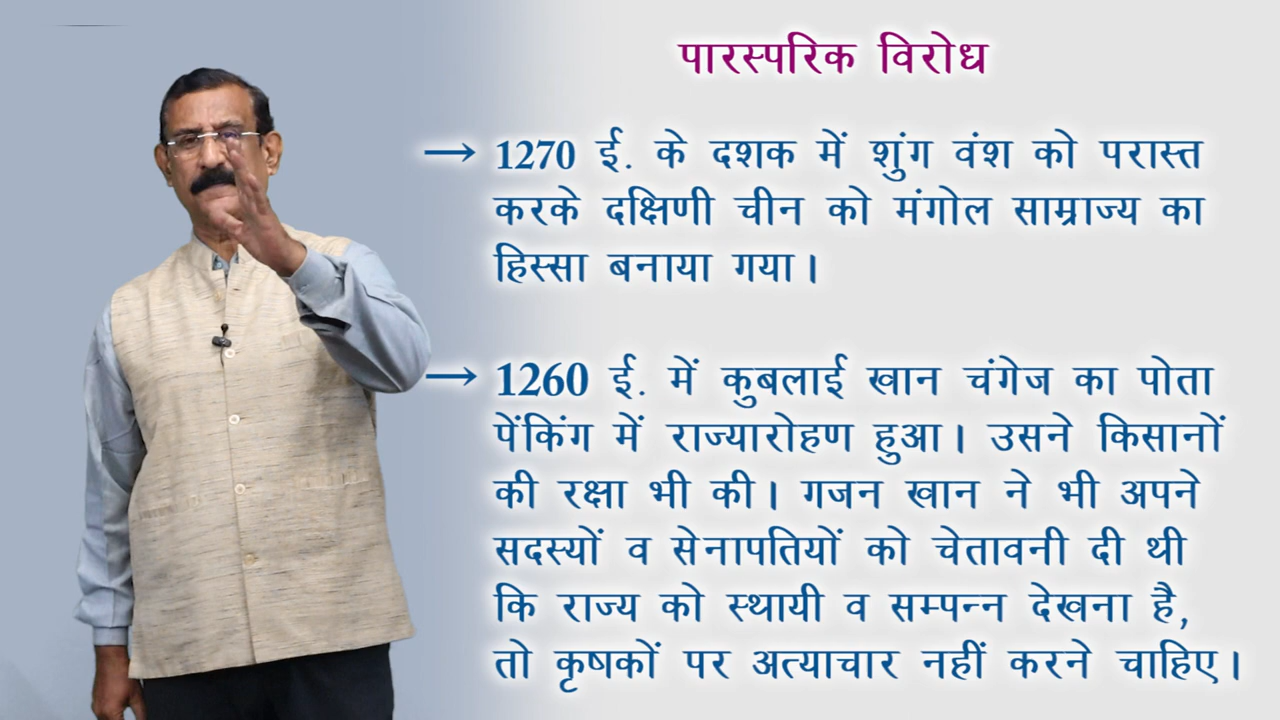 पारस्परिक विरोध
→ 1270 ई. के दशक में शुंग वंश को परास्त
करके दक्षिणी चीन को मंगोल साम्राज्य का
हिस्सा बनाया गया।
→ 1260 ई. में कुबलाई खान चंगेज का पोता
पेंकिंग में राज्यारोहण हुआ। उसने किसानों
की रक्षा भी की। गजन खान ने भी अपने
सदस्यों व सेनापतियों को चेतावनी दी थी
कि राज्य को स्थायी व सम्पन्न देखना है,
तो कृषकों पर अत्याचार नहीं करने चाहिए।